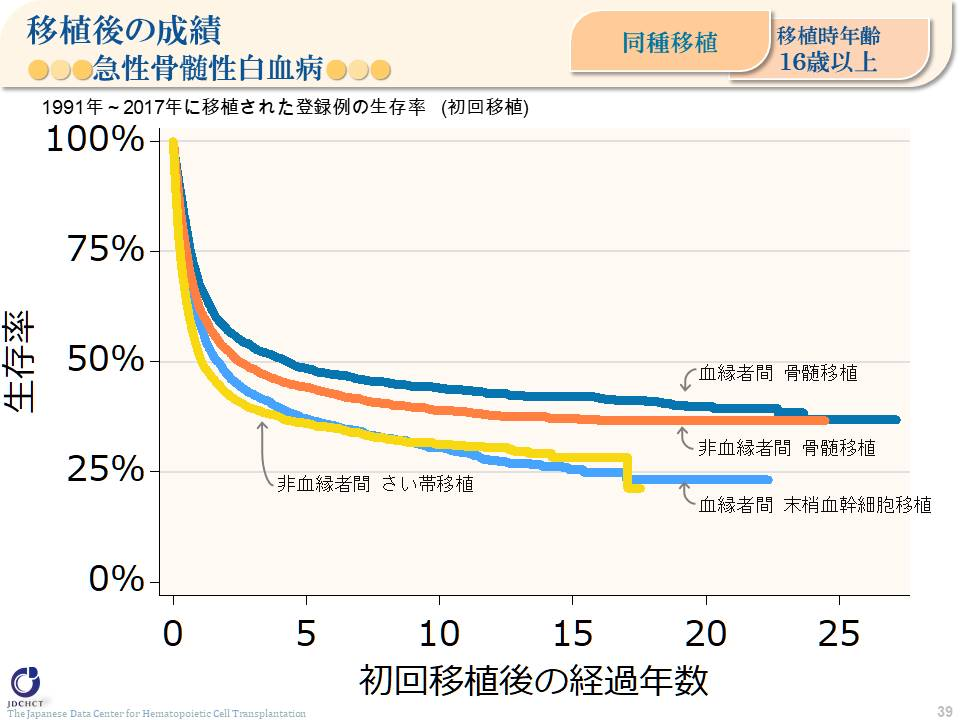 移植後の成績
急性骨髄性白血病
同種移植
移植時年齢
16歳以上
1991年～2017年に移植された登録例の生存率 (初回移植)
100%
75%
50%
25%
0%
生存率
血縁者間 骨髄移植
非血縁者間 骨髄移植
非血縁者間 さい帯移植
血縁者間 末梢血幹細胞移植
0 5 10 15 20 25
初回移植後の経過年数
JDCHCT
The Japanese Data Center for Hematopoietic Cell Transplantation
39